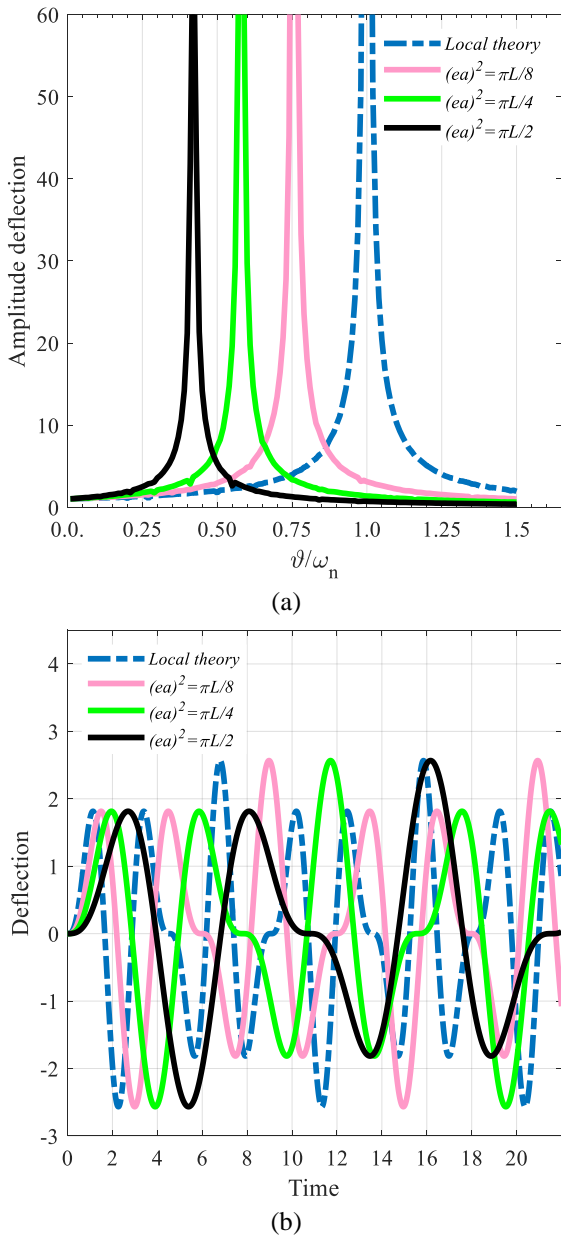 60
50
40
30
20
10
0
Amplitude deflection
Local theory
(ea)²=πL/8
(ea)²=πL/4
(ea)²=πL/2
0.0. 0.25 0.50 0.75 1.0 1.25 1.5
ϑ/ωₙ
(a)
4
3
2
1
0
-1
-2
-3
Deflection
Local theory
(ea)²=πL/8
(ea)²=πL/4
(ea)²=πL/2
0 2 4 6 8 10 12 14 16 18 20
Time
(b)